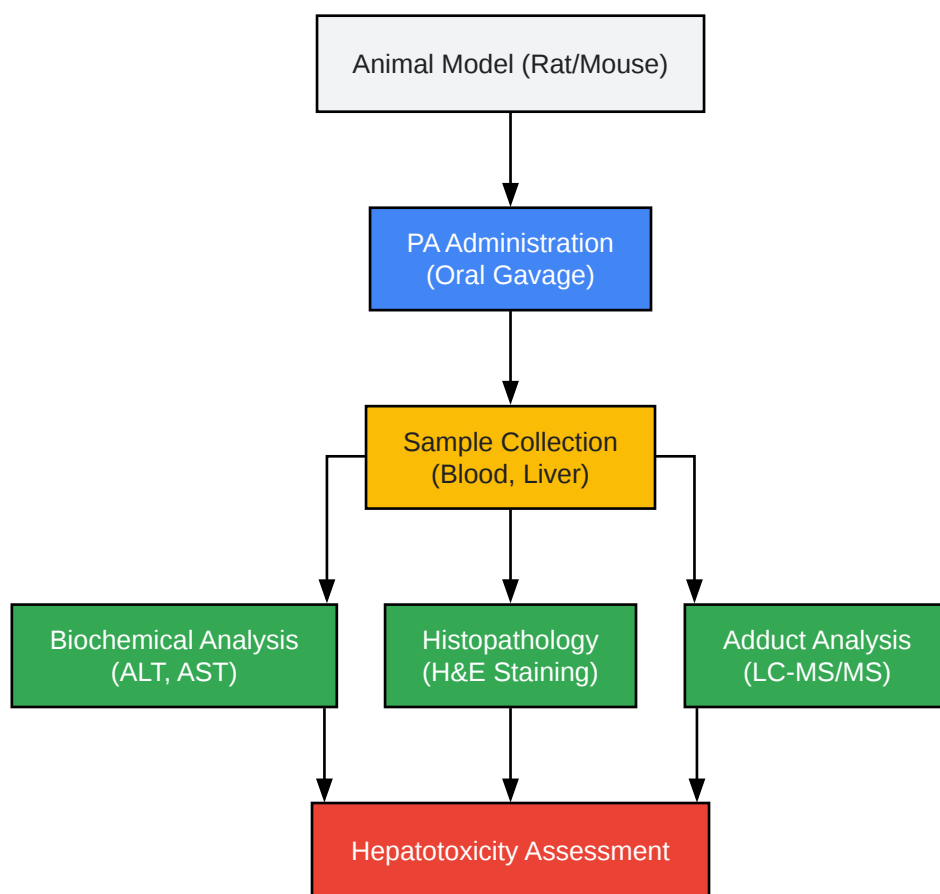 Animal Model (Rat/Mouse)
PA Administration
(Oral Gavage)
Sample Collection
(Blood, Liver)
Biochemical Analysis
(ALT, AST)
Histopathology
(H&E Staining)
Adduct Analysis
(LC-MS/MS)
Hepatotoxicity Assessment